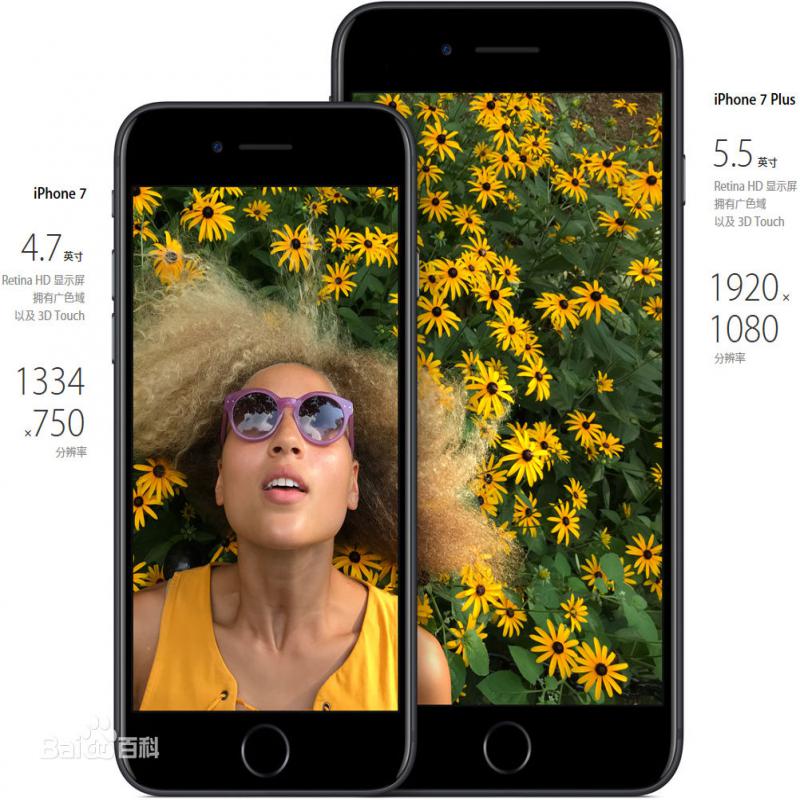 iPhone 7
4.7 英寸
Retina HD 显示屏
拥有广色域
以及 3D Touch
1334
×750
分辨率
iPhone 7 Plus
5.5 英寸
Retina HD 显示屏
拥有广色域
以及 3D Touch
1920 ×
1080
分辨率
Baidu百科